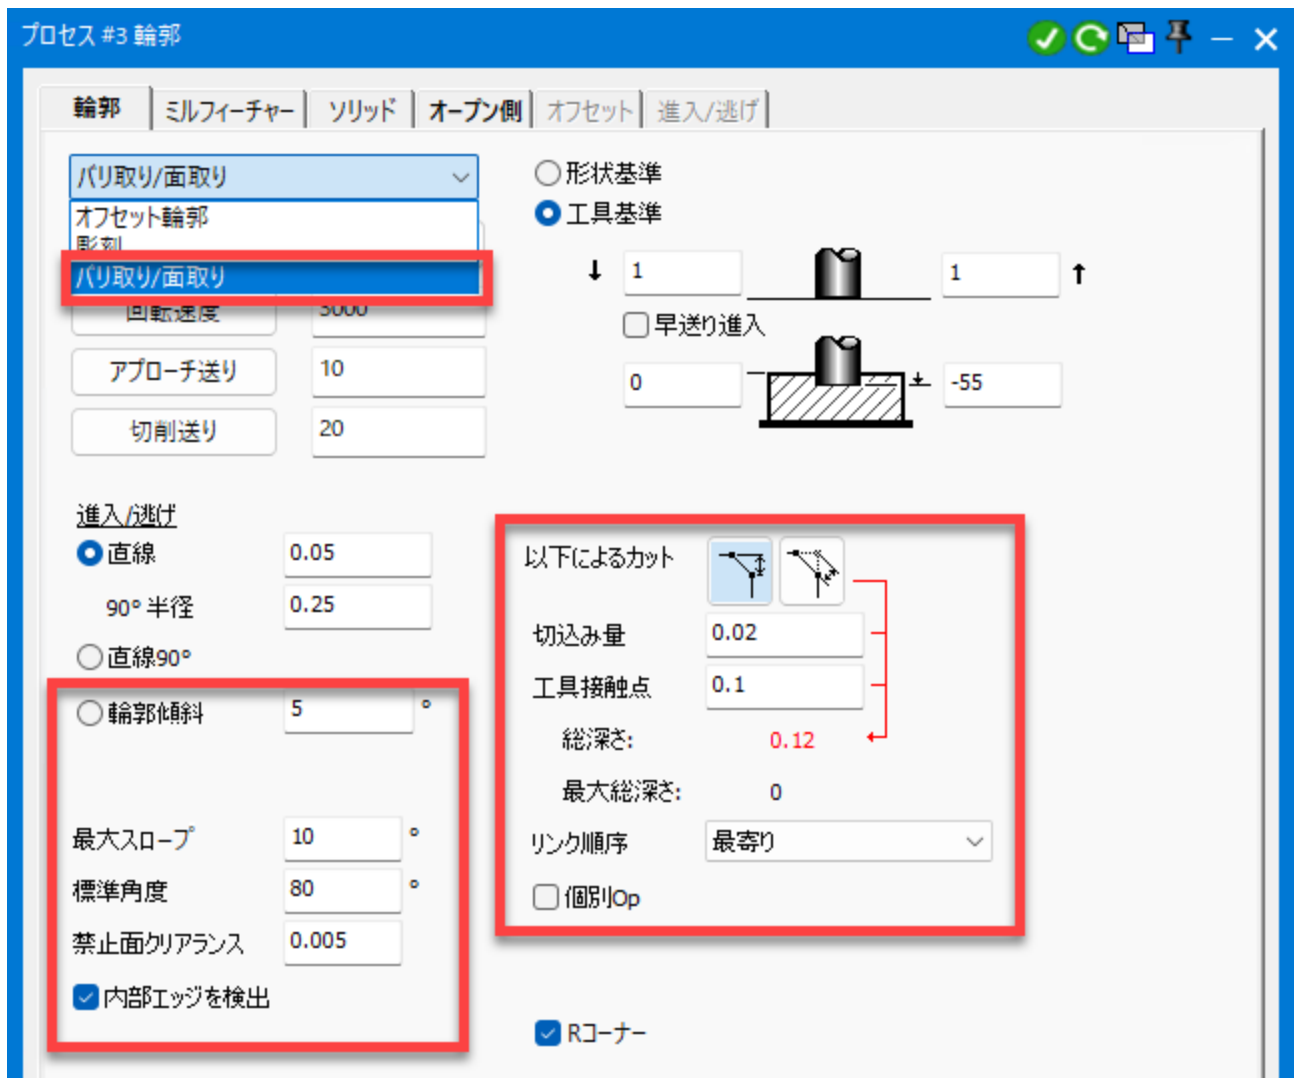 プロセス #3 輪郭
輪郭 ミルフィーチャー ソリッド オープン側 オフセット 進入/逃げ
バリ取り/面取り
オフセット輪郭
彫刻
バリ取り/面取り
回転速度 3000
アプローチ送り 10
切削送り 20
形状基準
工具基準
1 1
早送り進入
0 -55
進入/逃げ
直線 0.05
90° 半径 0.25
直線90°
輪郭傾斜 5 °
最大スロープ 10 °
標準角度 80 °
禁止面クリアランス 0.005
内部エッジを検出
以下によるカット
切込み量 0.02
工具接触点 0.1
総深さ: 0.12
最大総深さ: 0
リンク順序 最寄り
個別Op
Rコーナー